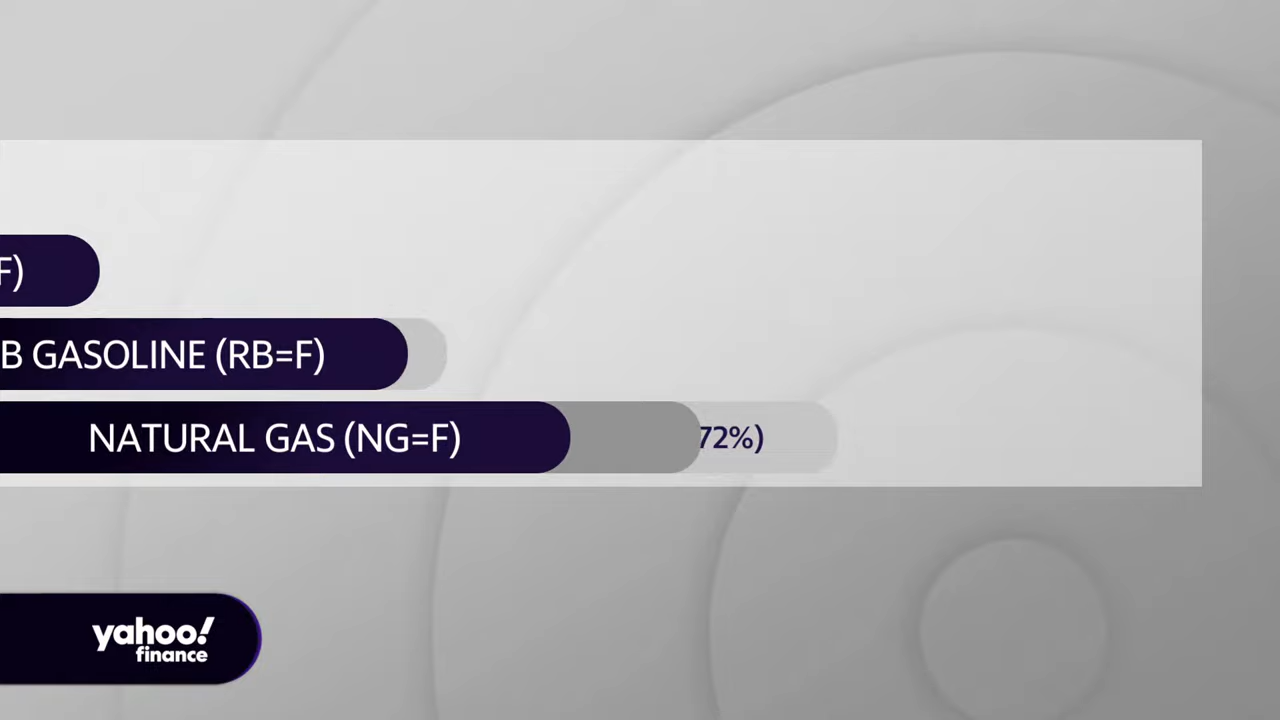 F)
B GASOLINE (RB=F)
NATURAL GAS (NG=F) 72%)
yahoo!
finance